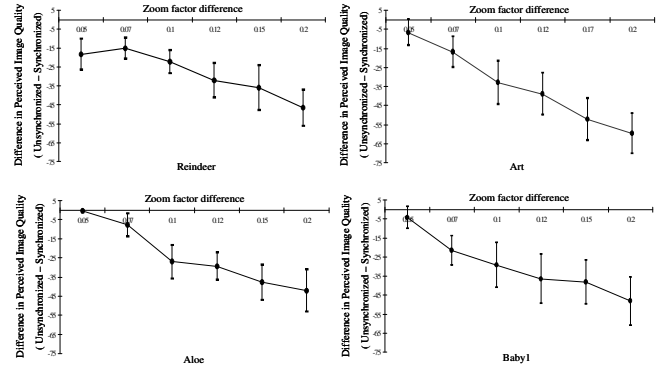 Zoom factor difference
Difference in Perceived Image Quality
( Unsynchronized – Synchronized)
5
-5
-15
-25
-35
-45
-55
-65
-75
0.05 0.07 0.1 0.12 0.15 0.2
Reindeer
Zoom factor difference
Difference in Perceived Image Quality
( Unsynchronized – Synchronized)
5
-5
-15
-25
-35
-45
-55
-65
-75
0.05 0.07 0.1 0.12 0.17 0.2
Art
Zoom factor difference
Difference in Perceived Image Quality
( Unsynchronized – Synchronized)
5
-5
-15
-25
-35
-45
-55
-65
-75
0.05 0.07 0.1 0.12 0.15 0.2
Aloe
Zoom factor difference
Difference in Perceived Image Quality
( Unsynchronized – Synchronized)
5
-5
-15
-25
-35
-45
-55
-65
-75
0.05 0.07 0.1 0.12 0.15 0.2
Baby1